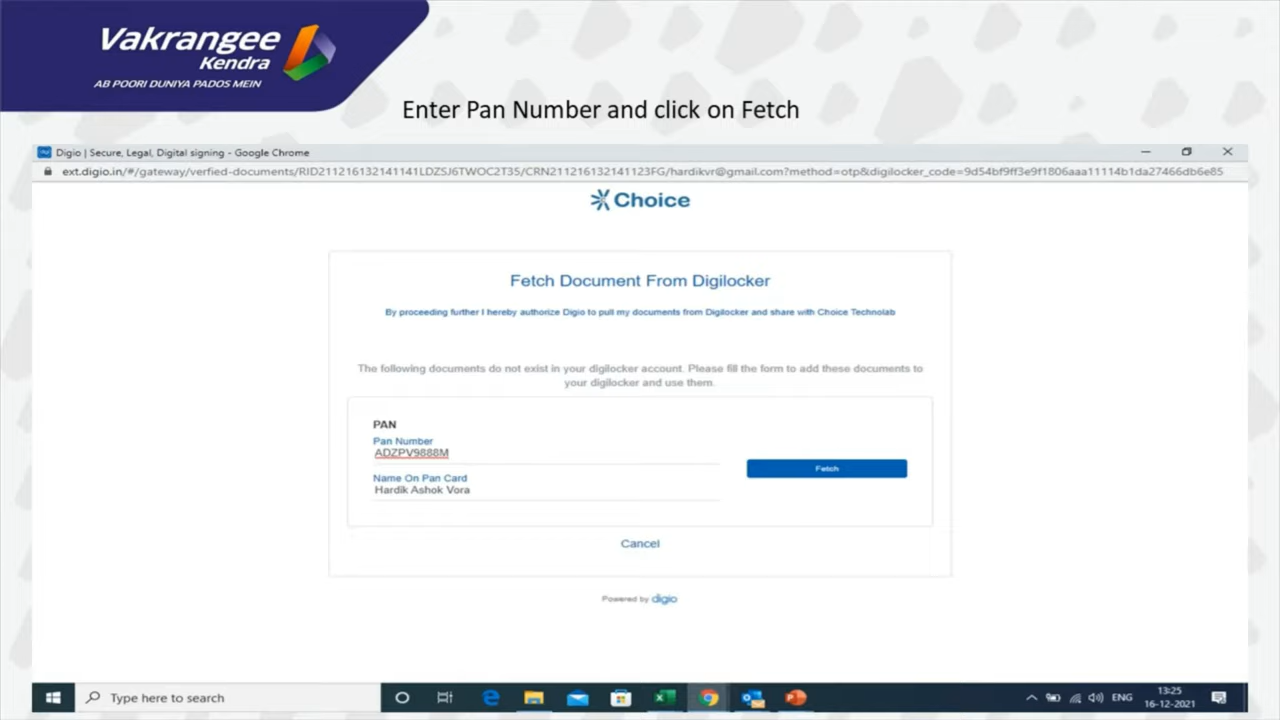 Vakrangee
Kendra
AB POORI DUNIYA PADOS MEIN
Enter Pan Number and click on Fetch
Digio | Secure, Legal, Digital signing - Google Chrome
ext.digio.in/#/gateway/verfied-documents/RID211216132141141LDZSJ6TWOC2T35/CRN211216132141123FG/hardikvr@gmail.com?method=otp&digilocker_code=9d54bf9ff3e9f1806aaa11114b1da27466db6e85
Choice
Fetch Document From Digilocker
By proceeding further I hereby authorize Digio to pull my documents from Digilocker and share with Choice Technolab
The following documents do not exist in your digilocker account. Please fill the form to add these documents to
your digilocker and use them.
PAN
Pan Number
ADZPV9888M
Fetch
Name On Pan Card
Hardik Ashok Vora
Cancel
Powered by digio
Type here to search
ENG
13:25
16-12-2021